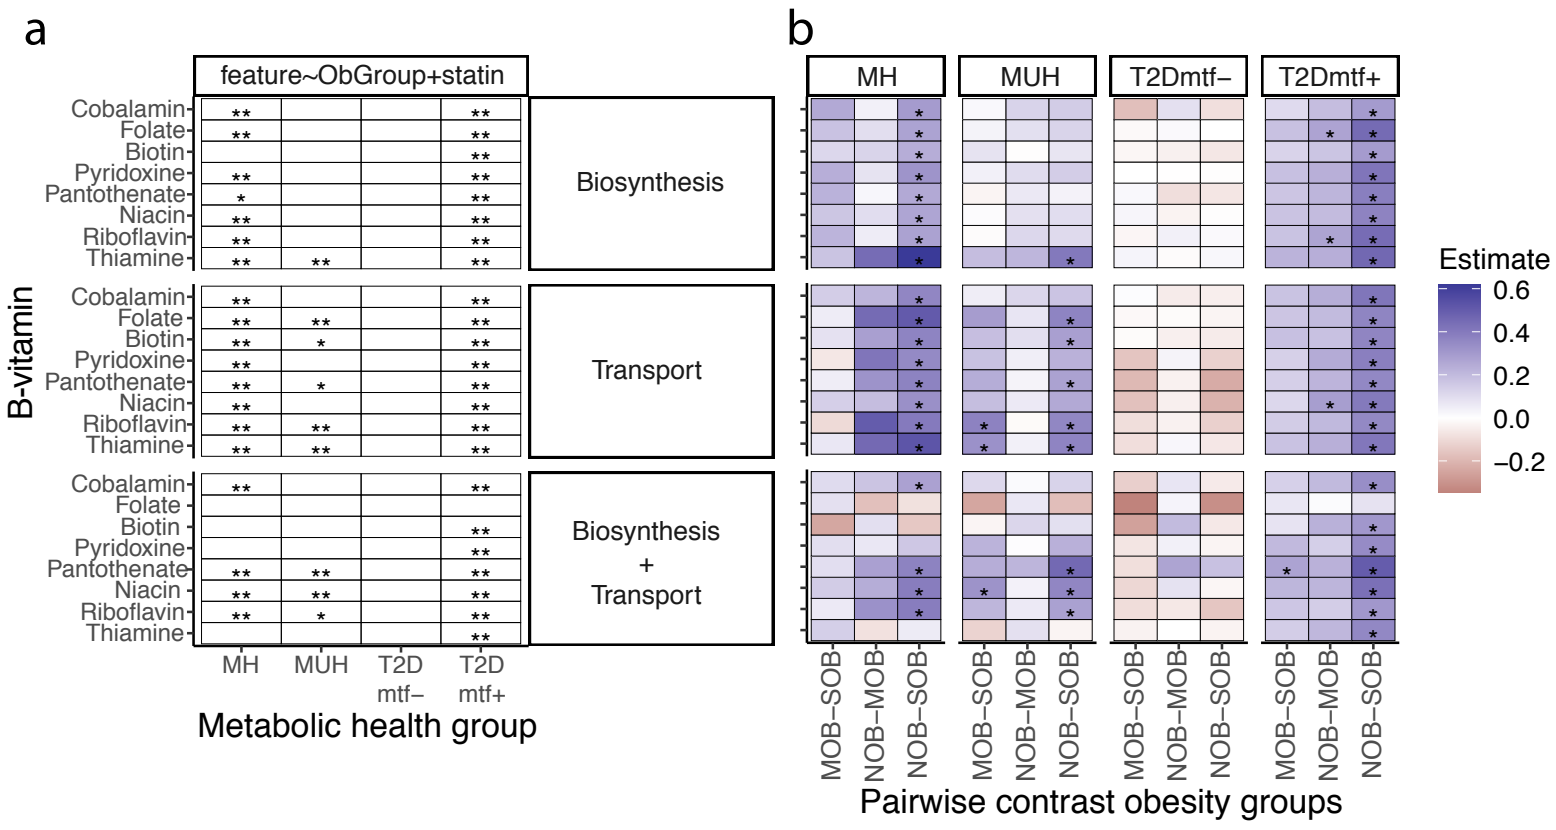 a
b
feature~ObGroup+statin
MH
MUH
T2Dmtf−
T2Dmtf+
Cobalamin ** ** * *
Folate ** ** * * *
Biotin ** * *
Pyridoxine ** ** * *
Pantothenate * ** * *
Niacin ** ** * *
Riboflavin ** ** * * *
Thiamine ** ** ** * * *
Biosynthesis
Cobalamin ** ** * *
Folate ** ** ** * * *
Biotin ** * ** * * *
Pyridoxine ** ** * *
Pantothenate ** * ** * * *
Niacin ** ** * * *
Riboflavin ** ** ** * * * *
Thiamine ** ** ** * * * *
Transport
Cobalamin ** ** * *
Folate
Biotin ** *
Pyridoxine ** *
Pantothenate ** ** ** * * * *
Niacin ** ** ** * * * *
Riboflavin ** * ** * * *
Thiamine ** *
Biosynthesis
+
Transport
B-vitamin
MH
MUH
T2D
mtf−
T2D
mtf+
Metabolic health group
MOB−SOB
NOB−MOB
NOB−SOB
MOB−SOB
NOB−MOB
NOB−SOB
MOB−SOB
NOB−MOB
NOB−SOB
MOB−SOB
NOB−MOB
NOB−SOB
Pairwise contrast obesity groups
Estimate
0.6
0.4
0.2
0.0
−0.2